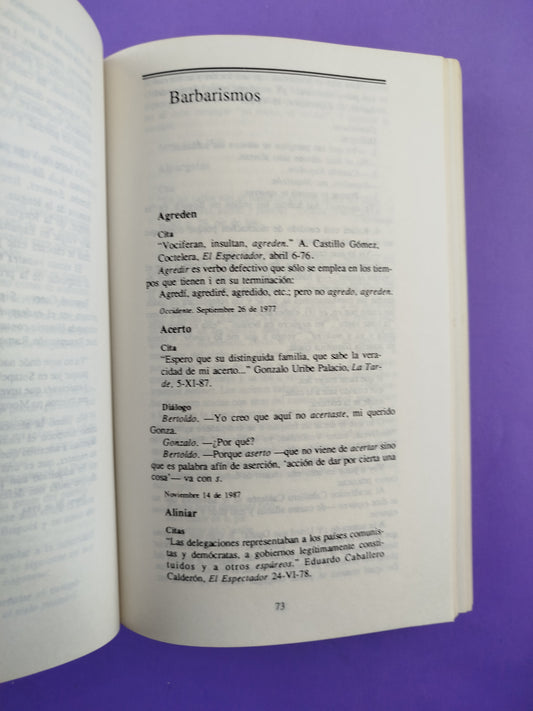 Barbarismos
Agreden
Cita
“Vociferan, insultan, agreden.” A. Castillo Gómez,
Coctelera, El Espectador, abril 6-76.
Agredir es verbo defectivo que sólo se emplea en los tiem-
pos que tienen i en su terminación:
Agredí, agrediré, agredido, etc.; pero no agredo, agreden.
Occidente. Septiembre 26 de 1977
Acerto
Cita
“Espero que su distinguida familia, que sabe la vera-
cidad de mi acerto...” Gonzalo Uribe Palacio, La Tar-
de, 5-XI-87.
Diálogo
Bertoldo. —Yo creo que aquí no acertaste, mi querido
Gonza.
Gonzalo. —¿Por qué?
Bertoldo. —Porque aserto —que no viene de acertar sino
que es palabra afín de aserción, “acción de dar por cierta una
cosa”— va con s.
Noviembre 14 de 1987
Aliniar
Citas
“Las delegaciones representaban a los países comunis-
tas y demócratas, a gobiernos legítimamente consti-
tuidos y a otros espúreos.” Eduardo Caballero
Calderón, El Espectador 24-VI-78.
73